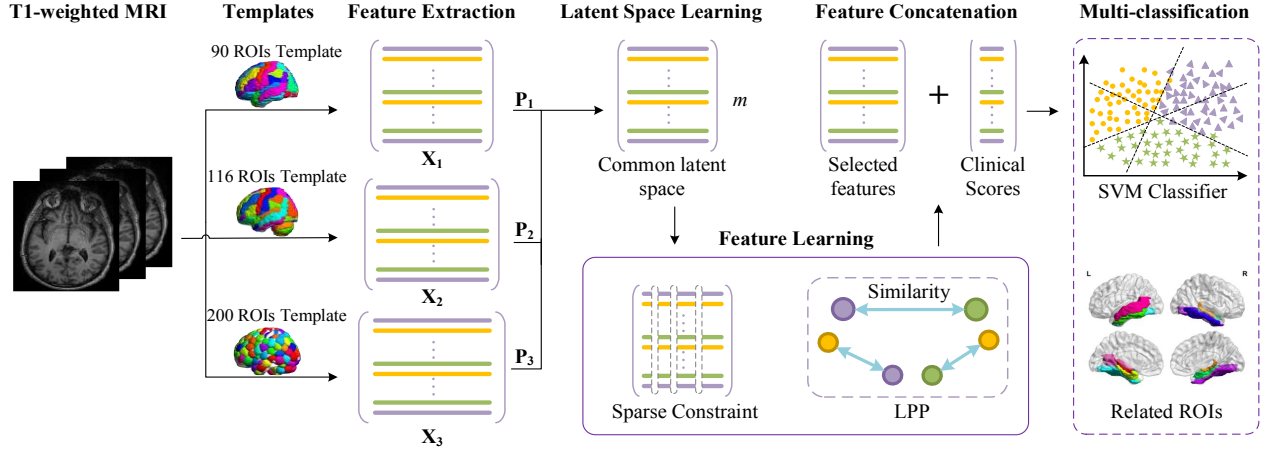 T1-weighted MRI
Templates
Feature Extraction
Latent Space Learning
Feature Concatenation
Multi-classification
90 ROIs Template
116 ROIs Template
200 ROIs Template
X1
X2
X3
P1
P2
P3
m
Common latent
space
Selected
features
+
Clinical
Scores
Feature Learning
Sparse Constraint
Similarity
LPP
SVM Classifier
L
R
Related ROIs